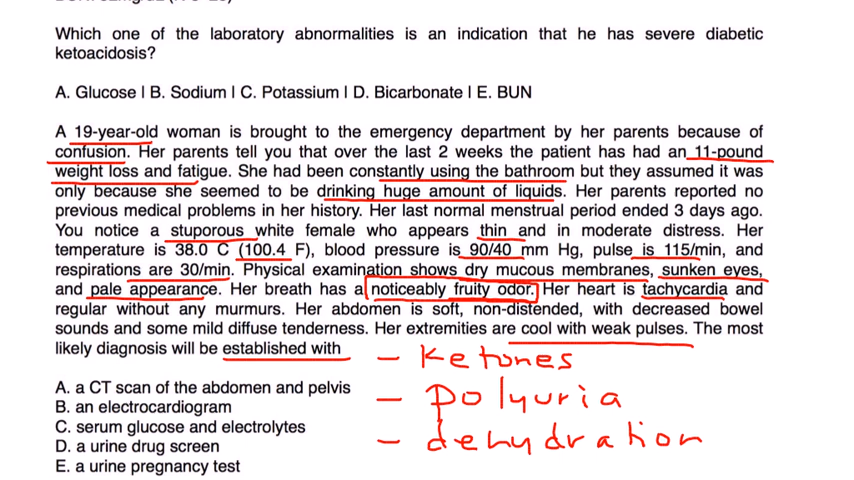 Which one of the laboratory abnormalities is an indication that he has severe diabetic
ketoacidosis?
A. Glucose I B. Sodium I C. Potassium I D. Bicarbonate I E. BUN
A 19-year-old woman is brought to the emergency department by her parents because of
confusion. Her parents tell you that over the last 2 weeks the patient has had an 11-pound
weight loss and fatigue. She had been constantly using the bathroom but they assumed it was
only because she seemed to be drinking huge amount of liquids. Her parents reported no
previous medical problems in her history. Her last normal menstrual period ended 3 days ago.
You notice a stuporous white female who appears thin and in moderate distress. Her
temperature is 38.0 C (100.4 F), blood pressure is 90/40 mm Hg, pulse is 115/min, and
respirations are 30/min. Physical examination shows dry mucous membranes, sunken eyes,
and pale appearance. Her breath has a noticeably fruity odor. Her heart is tachycardia and
regular without any murmurs. Her abdomen is soft, non-distended, with decreased bowel
sounds and some mild diffuse tenderness. Her extremities are cool with weak pulses. The most
likely diagnosis will be established with
- Ketones
- polyuria
- dehydration
A. a CT scan of the abdomen and pelvis
B. an electrocardiogram
C. serum glucose and electrolytes
D. a urine drug screen
E. a urine pregnancy test